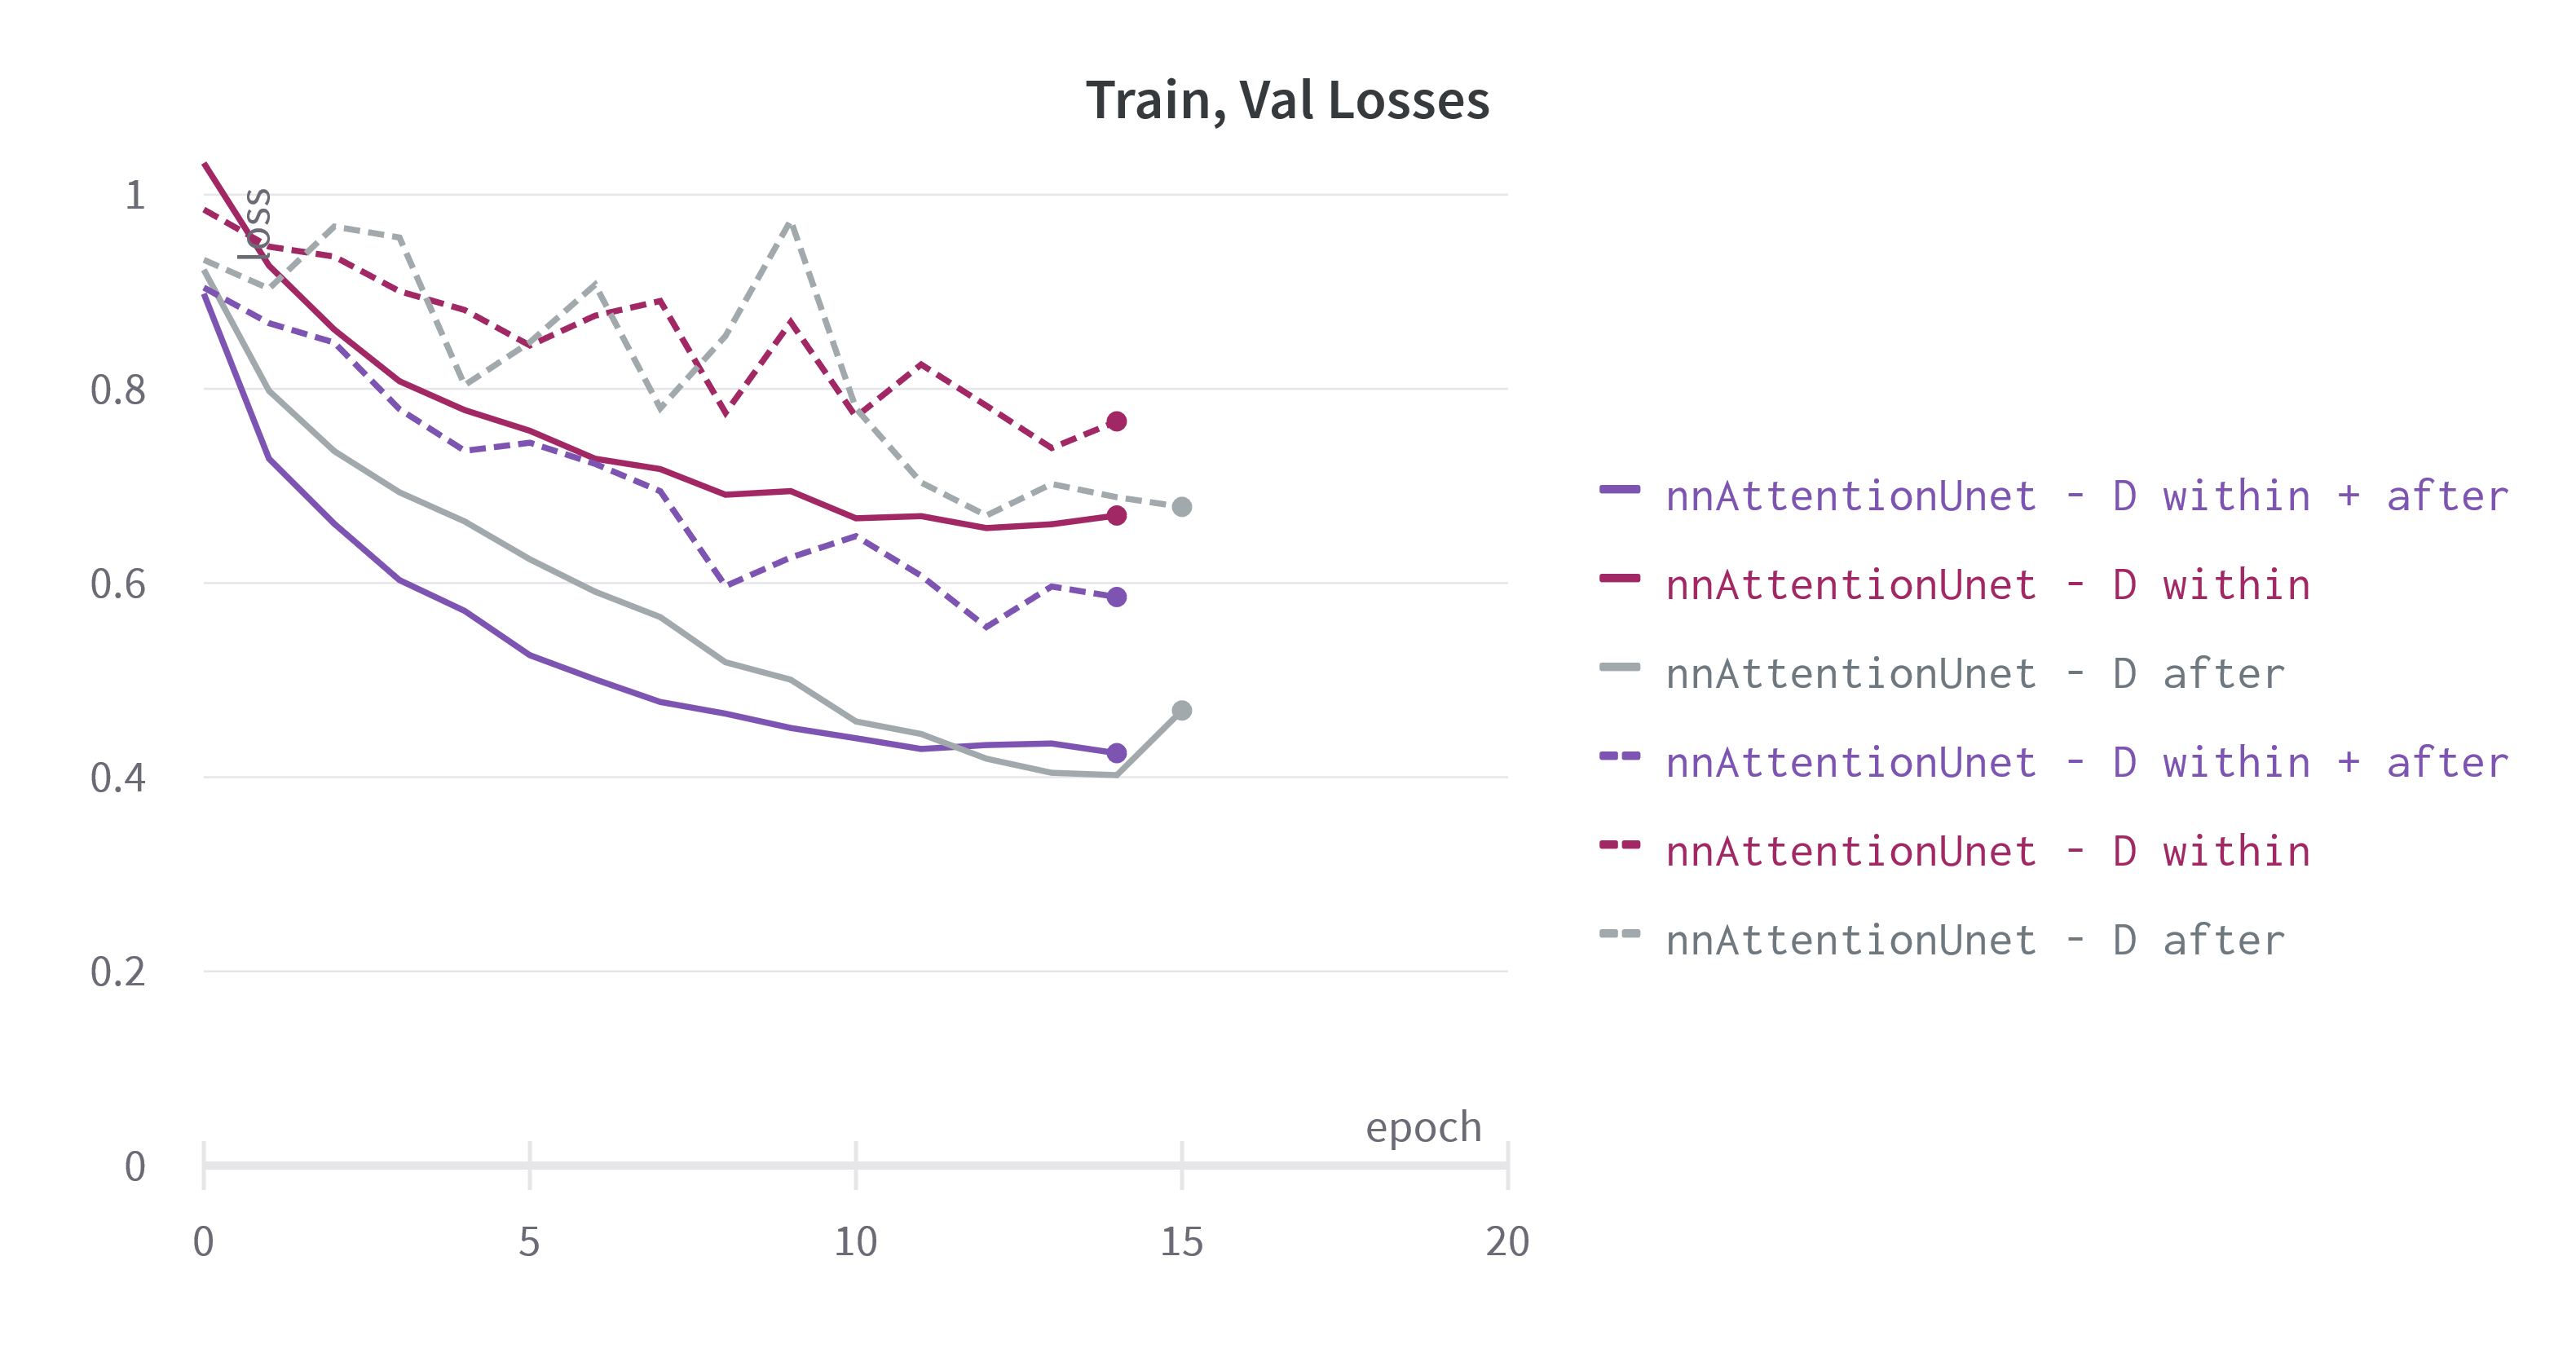 Train, Val Losses
loss
1
0.8
0.6
0.4
0.2
0
epoch
0 5 10 15 20
nnAttentionUnet - D within + after
nnAttentionUnet - D within
nnAttentionUnet - D after
nnAttentionUnet - D within + after
nnAttentionUnet - D within
nnAttentionUnet - D after